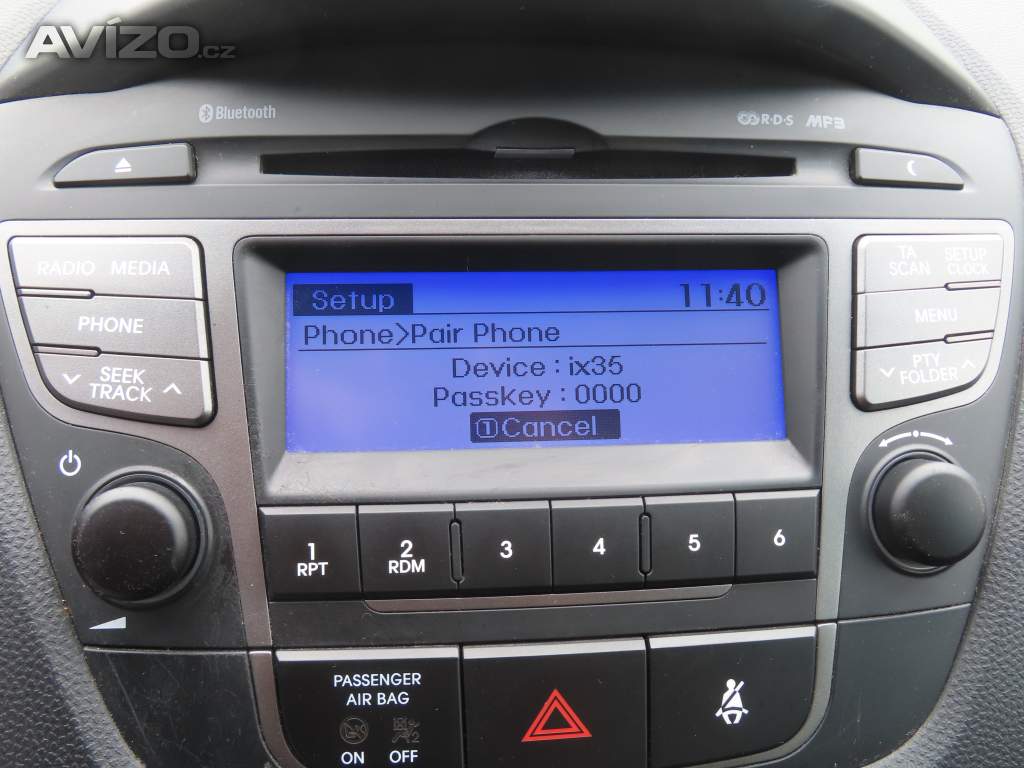 AVÍZO.cz
Bluetooth
R·D·S MP3
RADIO MEDIA
PHONE
SEEK
TRACK
Setup 11:40
Phone>Pair Phone
Device : ix35
Passkey : 0000
1 Cancel
TA
SCAN
SETUP
CLOCK
MENU
PTY
FOLDER
1
RPT
2
RDM
3
4
5
6
PASSENGER
AIR BAG
ON OFF